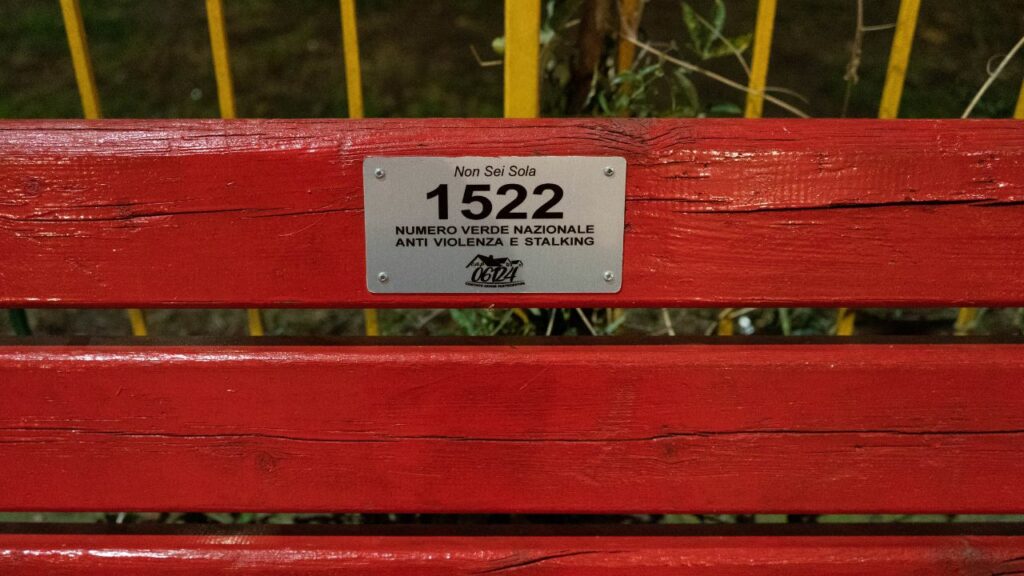 Non Sei Sola
1522
NUMERO VERDE NAZIONALE
ANTI VIOLENZA E STALKING
06124